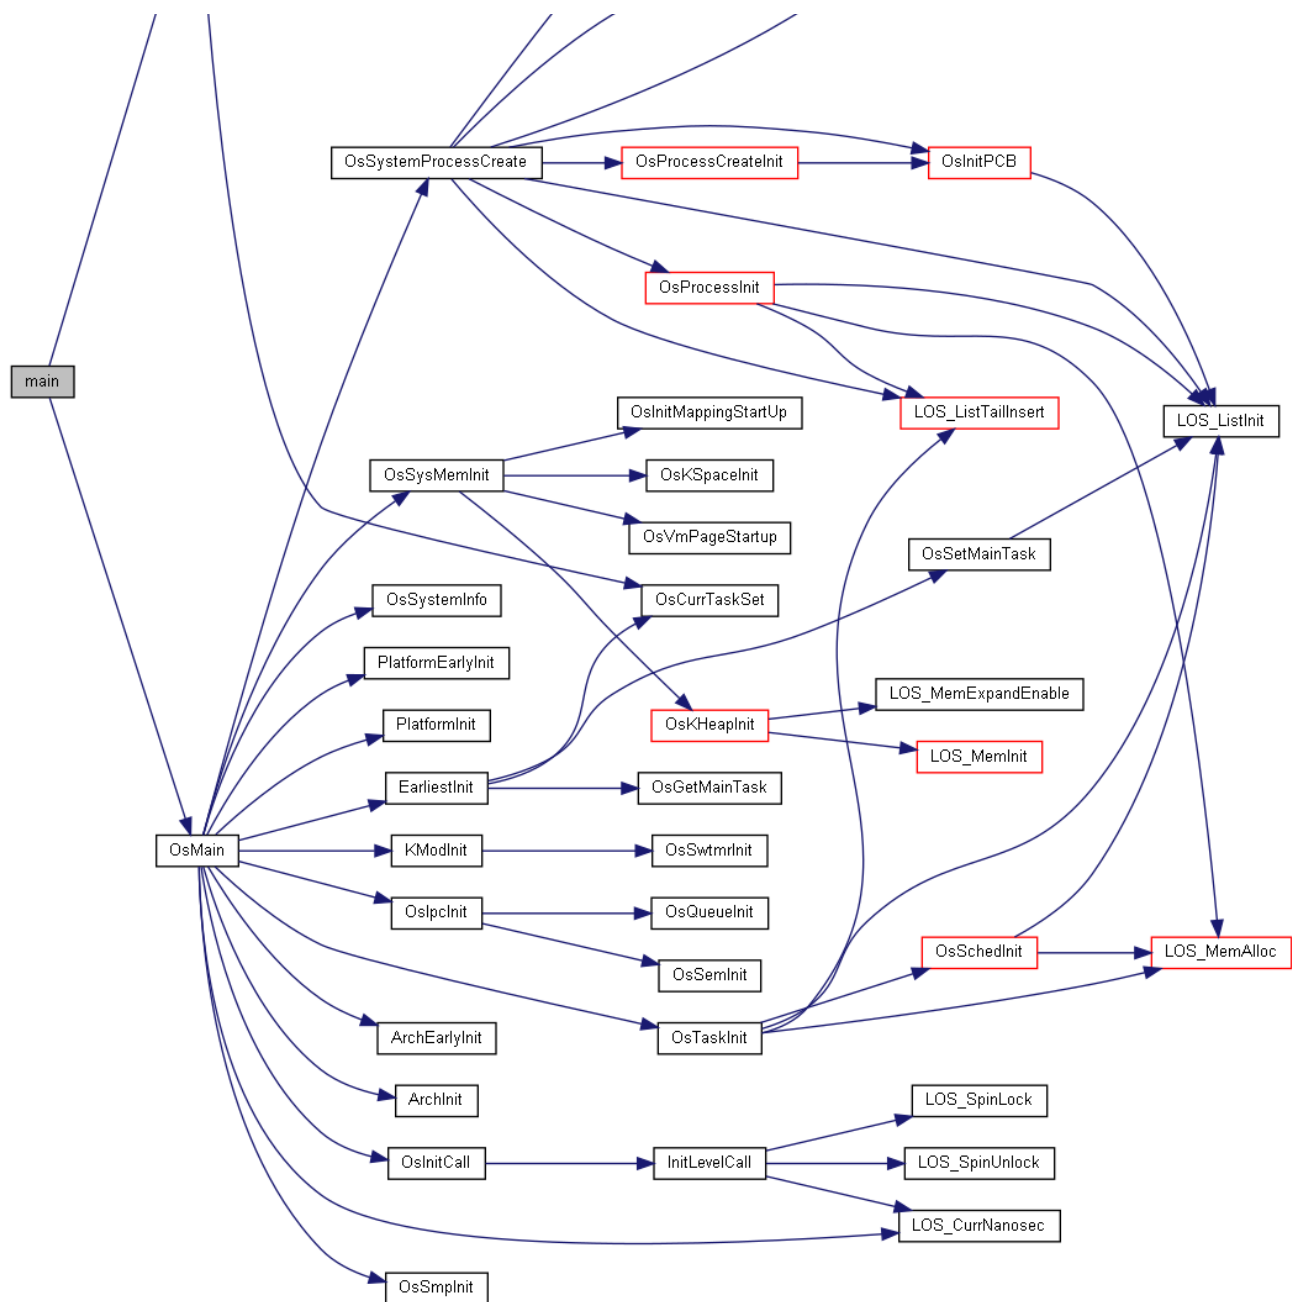 OsSystemProcessCreate
OsProcessCreateInit
OsInitPCB
OsProcessInit
main
OsInitMappingStartUp
LOS_ListTailInsert
LOS_ListInit
OsSysMemInit
OsKSpaceInit
OsVmPageStartup
OsSetMainTask
OsSystemInfo
OsCurrTaskSet
PlatformEarlyInit
LOS_MemExpandEnable
PlatformInit
OsKHeapInit
LOS_MemInit
EarliestInit
OsGetMainTask
OsMain
KModInit
OsSwtmrInit
OsIpcInit
OsQueueInit
OsSchedInit
LOS_MemAlloc
OsSemInit
ArchEarlyInit
OsTaskInit
ArchInit
LOS_SpinLock
OsInitCall
InitLevelCall
LOS_SpinUnlock
LOS_CurrNanosec
OsSmpInit